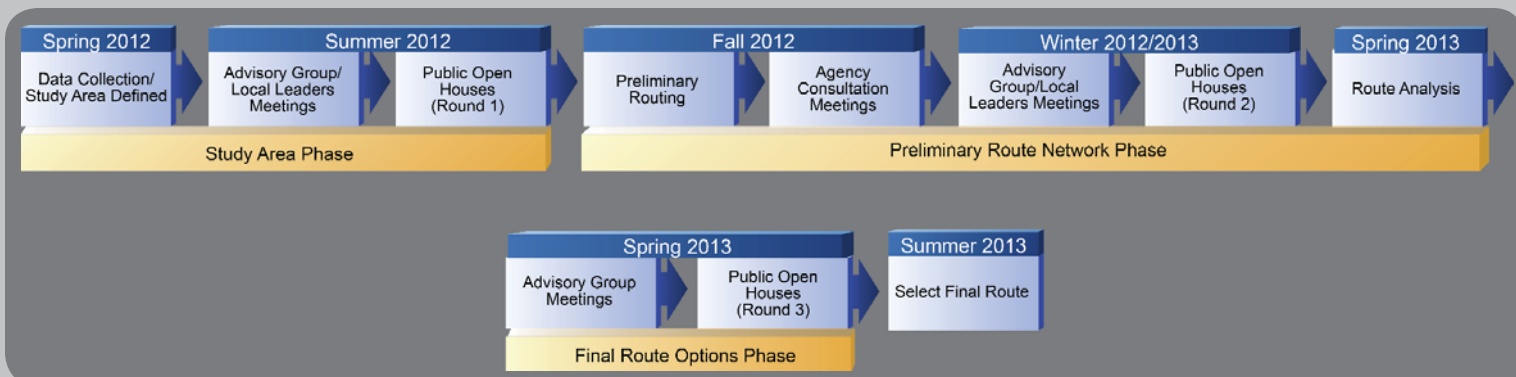 Spring 2012
Data Collection/
Study Area Defined
Summer 2012
Advisory Group/
Local Leaders
Meetings
Public Open
Houses
(Round 1)
Study Area Phase
Fall 2012
Preliminary
Routing
Agency
Consultation
Meetings
Winter 2012/2013
Advisory
Group/Local
Leaders Meetings
Public Open
Houses
(Round 2)
Spring 2013
Route Analysis
Preliminary Route Network Phase
Spring 2013
Advisory Group
Meetings
Public Open
Houses
(Round 3)
Final Route Options Phase
Summer 2013
Select Final Route